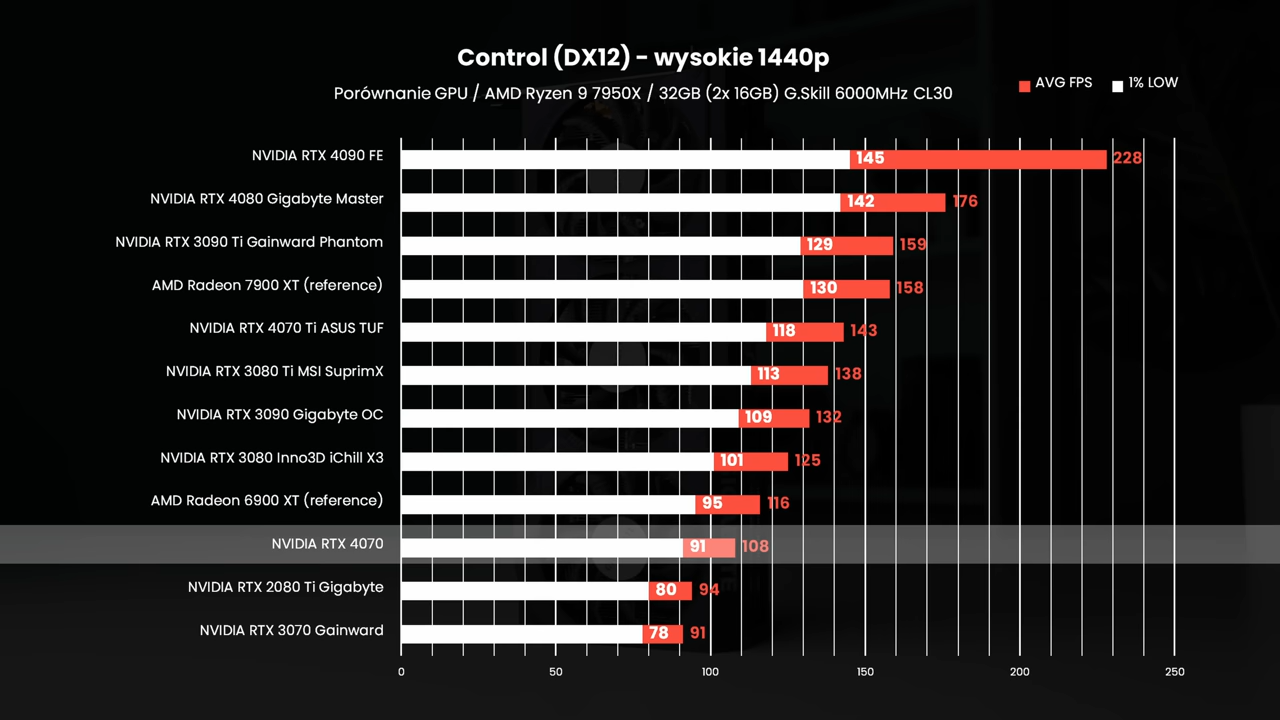 Control (DX12) - wysokie 1440p
Porównanie GPU / AMD Ryzen 9 7950X / 32GB (2x 16GB) G.Skill 6000MHz CL30
AVG FPS 1% LOW
NVIDIA RTX 4090 FE 145 228
NVIDIA RTX 4080 Gigabyte Master 142 176
NVIDIA RTX 3090 Ti Gainward Phantom 129 159
AMD Radeon 7900 XT (reference) 130 158
NVIDIA RTX 4070 Ti ASUS TUF 118 143
NVIDIA RTX 3080 Ti MSI SuprimX 113 138
NVIDIA RTX 3090 Gigabyte OC 109 132
NVIDIA RTX 3080 Inno3D iChill X3 101 125
AMD Radeon 6900 XT (reference) 95 116
NVIDIA RTX 4070 91 108
NVIDIA RTX 2080 Ti Gigabyte 80 94
NVIDIA RTX 3070 Gainward 78 91
0 50 100 150 200 250